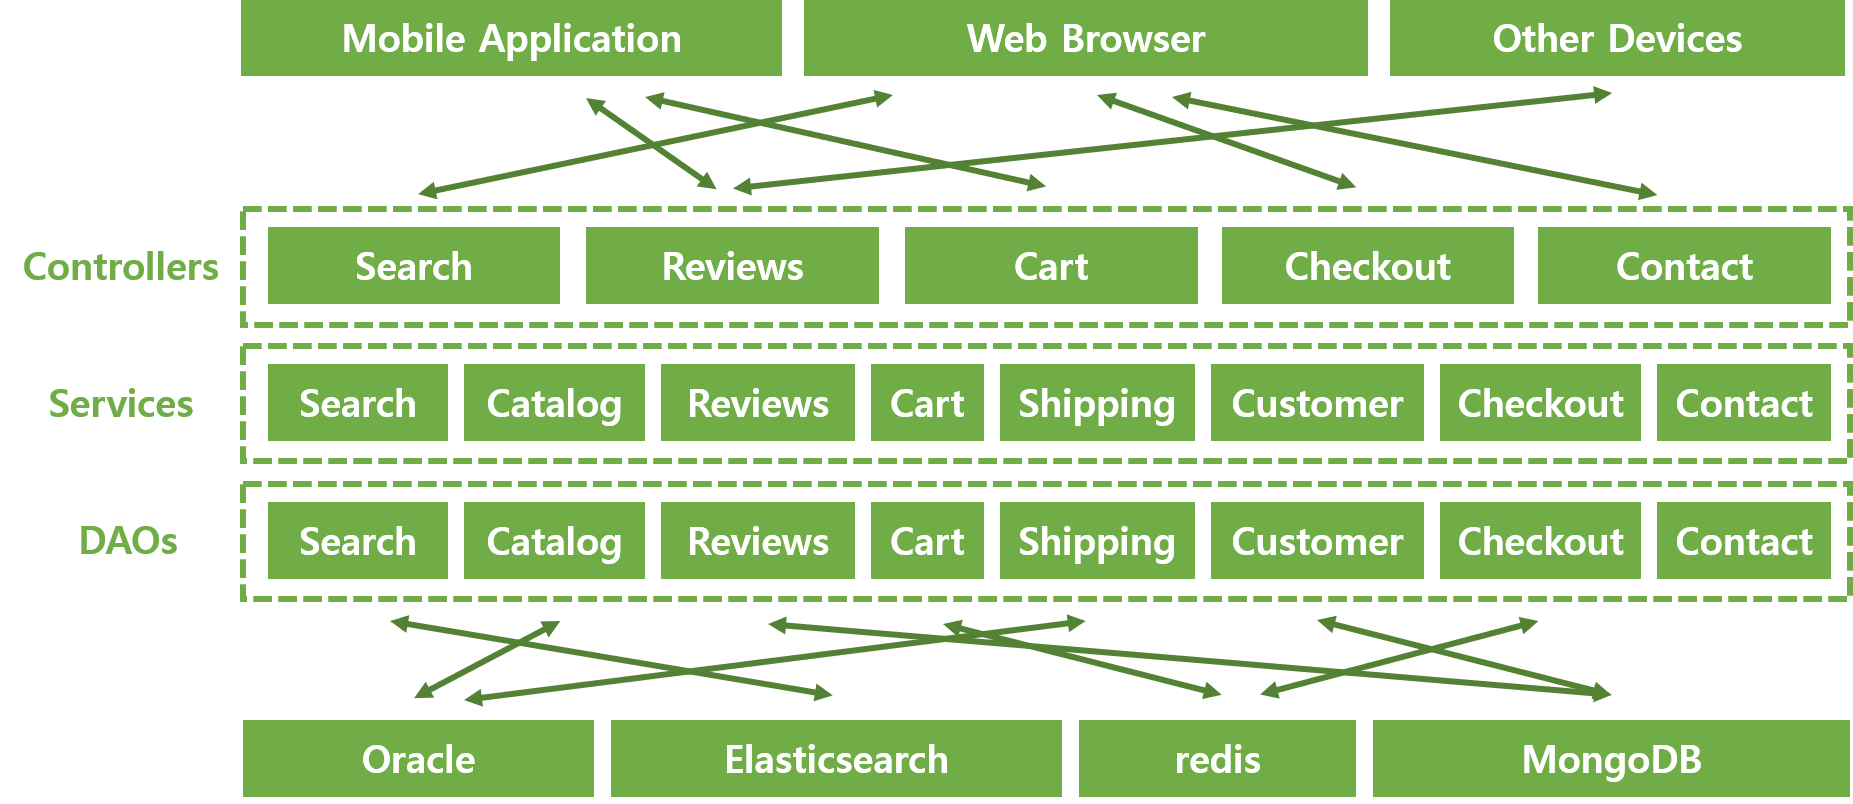 Mobile Application Web Browser Other Devices
Controllers Search Reviews Cart Checkout Contact
Services Search Catalog Reviews Cart Shipping Customer Checkout Contact
DAOs Search Catalog Reviews Cart Shipping Customer Checkout Contact
Oracle Elasticsearch redis MongoDB